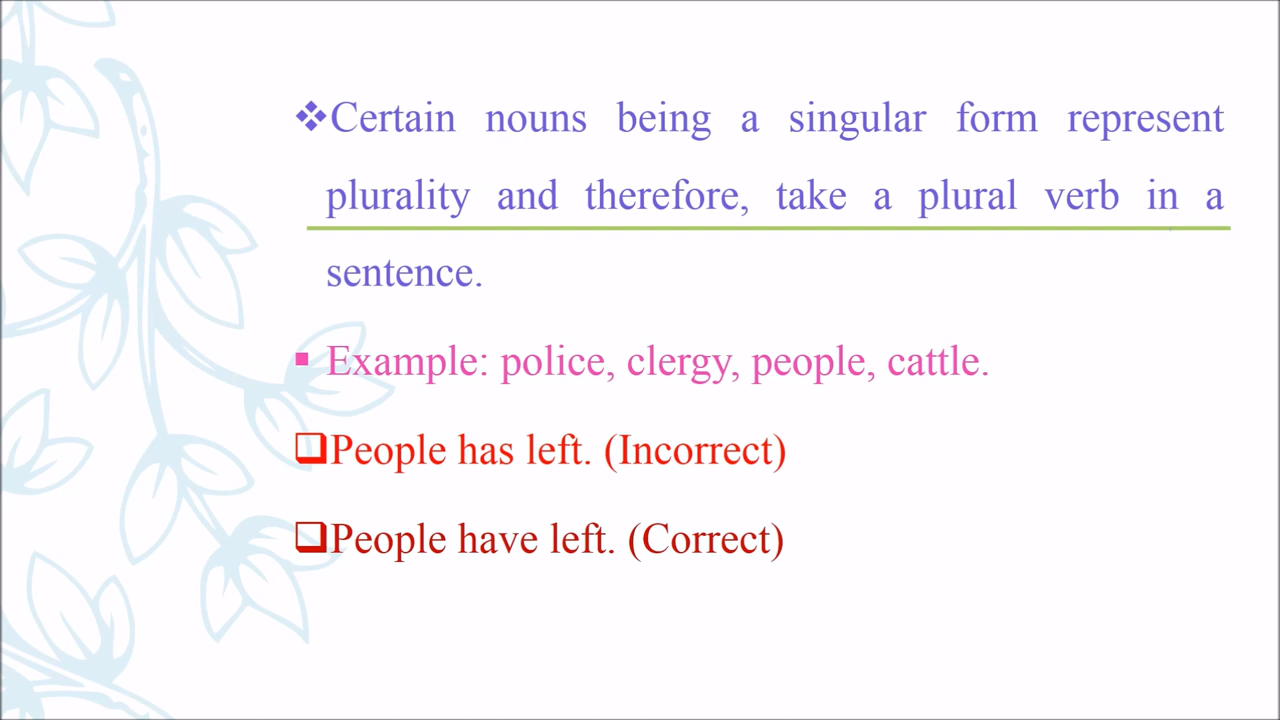 ❖Certain nouns being a singular form represent
plurality and therefore, take a plural verb in a
sentence.
▪ Example: police, clergy, people, cattle.
❑People has left. (Incorrect)
❑People have left. (Correct)